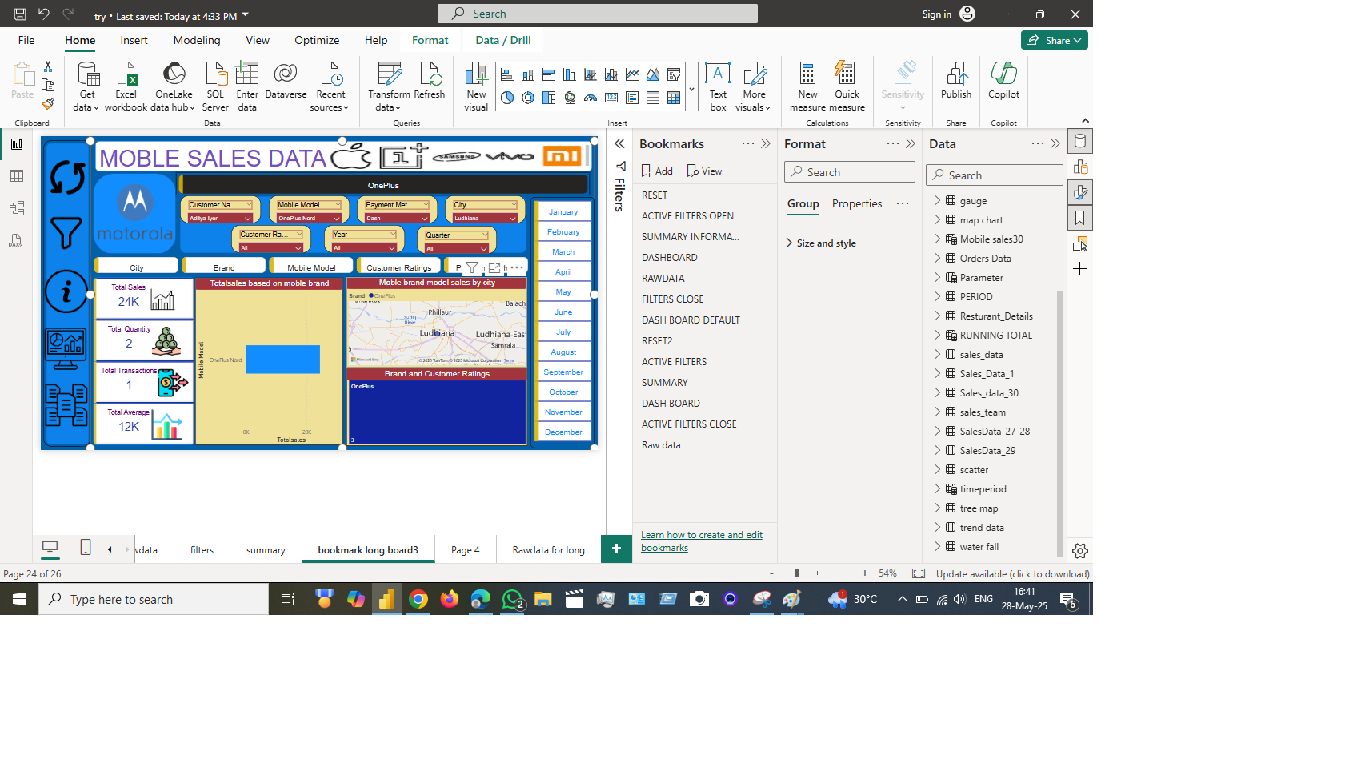 try • Last saved: Today at 4:33 PM
Search
Sign in
File Home Insert Modeling View Optimize Help Format Data / Drill
Share
Paste
Get data
Excel workbook
OneLake data hub
SQL Server
Enter data
Dataverse
Recent sources
Transform data
Refresh
New visual
Text box
More visuals
New measure
Quick measure
Sensitivity
Publish
Copilot
Clipboard Data Queries Insert Calculations Sensitivity Share Copilot
MOBLE SALES DATA
SAMSUNG vivo
motorola
OnePlus
Customer Na... Mobile Model Payment Met... City
Aditya Iyer OnePlus Nord Cash Ludhiana
Customer Ra... Year Quarter
All All All
City Brand Mobile Model Customer Ratings
Total Sales
24K
Total Quantity
2
Total Transactions
1
Total Average
12K
Totalsales based on moble brand
Mobile Model
OnePlus Nord
0K 20K
Totalsales
Moble brand model sales by city
Brand OnePlus
Phillaur
Ludhiana
Ludhiana-East
Samrala
Brand and Customer Ratings
OnePlus
3
January
February
March
April
May
June
July
August
September
October
November
December
Filters
Bookmarks
Add View
RESET
ACTIVE FILTERS OPEN
SUMMARY INFORMA...
DASHBOARD
RAWDATA
FILTERS CLOSE
DASH BOARD DEFAULT
RESET2
ACTIVE FILTERS
SUMMARY
DASH BOARD
ACTIVE FILTERS CLOSE
Raw data
Learn how to create and edit
bookmarks
Format
Search
Group Properties
Size and style
Data
Search
gauge
map chart
Mobile sales30
Orders Data
Parameter
PERIOD
Resturant_Details
RUNNING TOTAL
sales_data
Sales_Data_1
Sales_data_30
sales_team
SalesData_27-28
SalesData_29
scatter
timeperiod
tree map
trend data
water fall
filters summary bookmark long board3 Page 4 Rawdata for long
Page 24 of 26
54%
Update available (click to download)
Type here to search
2
30°C
ENG
16:41
28-May-25